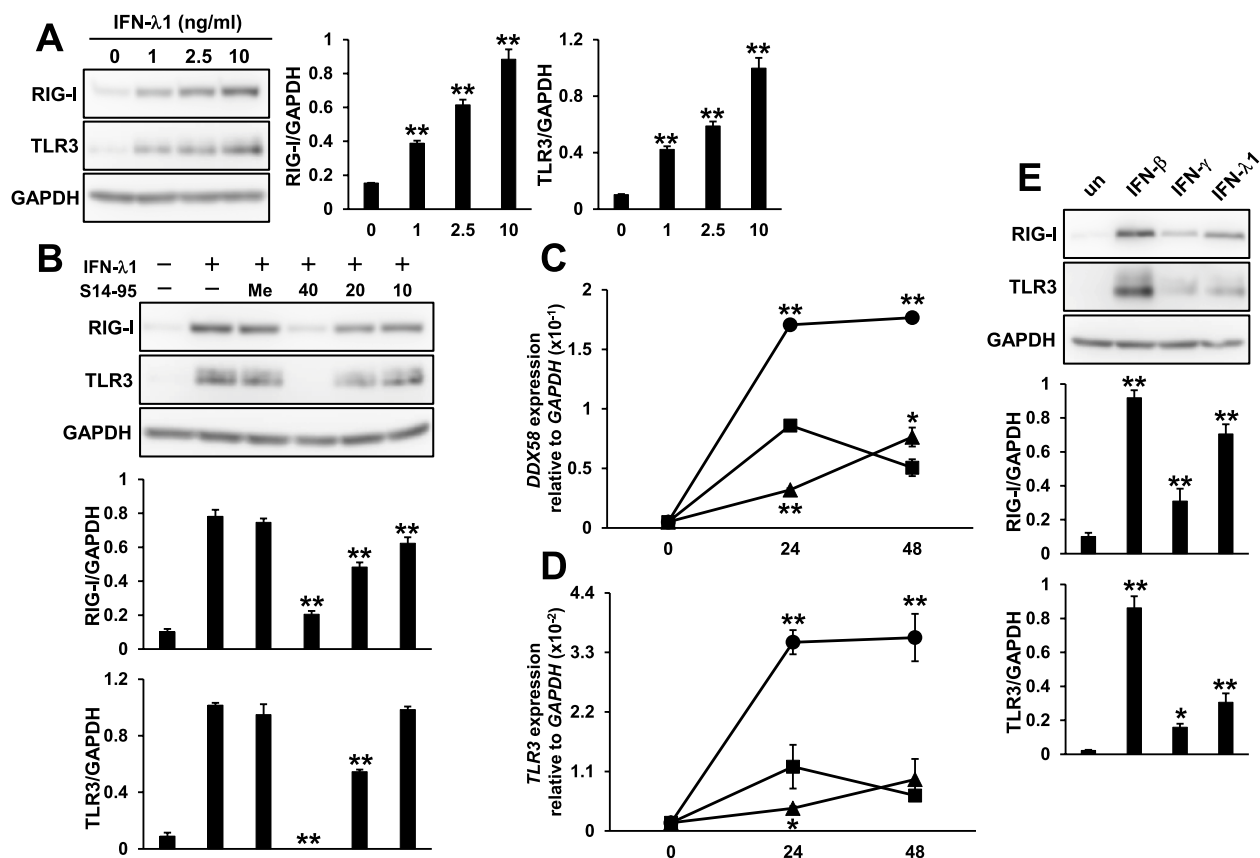 A
IFN-λ1 (ng/ml)
0 1 2.5 10
RIG-I
TLR3
GAPDH
RIG-I/GAPDH
1
0.8
0.6
0.4
0.2
0
** ** **
0 1 2.5 10
TLR3/GAPDH
1.2
0.8
0.4
0
** ** **
0 1 2.5 10
B
IFN-λ1 – + + + + +
S14-95 – – Me 40 20 10
RIG-I
TLR3
GAPDH
RIG-I/GAPDH
1
0.8
0.6
0.4
0.2
0
** ** **
TLR3/GAPDH
1.2
0.8
0.4
0
** **
C
DDX58 expression
relative to GAPDH (x10⁻¹)
2
1.5
1
0.5
0
** **
*
**
0 24 48
D
TLR3 expression
relative to GAPDH (x10⁻²)
4.4
3.3
2.2
1.1
0
** **
*
0 24 48
E
un IFN-β IFN-γ IFN-λ1
RIG-I
TLR3
GAPDH
RIG-I/GAPDH
1
0.8
0.6
0.4
0.2
0
** ** **
TLR3/GAPDH
1
0.8
0.6
0.4
0.2
0
** * **